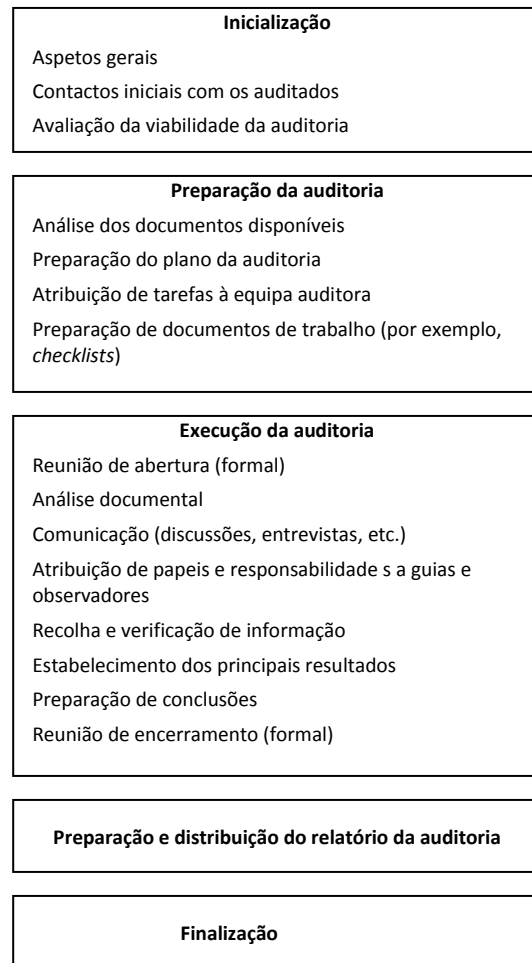 Inicialização
Aspetos gerais
Contactos iniciais com os auditados
Avaliação da viabilidade da auditoria
Preparação da auditoria
Análise dos documentos disponíveis
Preparação do plano da auditoria
Atribuição de tarefas à equipa auditora
Preparação de documentos de trabalho (por exemplo,
checklists)
Execução da auditoria
Reunião de abertura (formal)
Análise documental
Comunicação (discussões, entrevistas, etc.)
Atribuição de papeis e responsabilidade s a guias e
observadores
Recolha e verificação de informação
Estabelecimento dos principais resultados
Preparação de conclusões
Reunião de encerramento (formal)
Preparação e distribuição do relatório da auditoria
Finalização